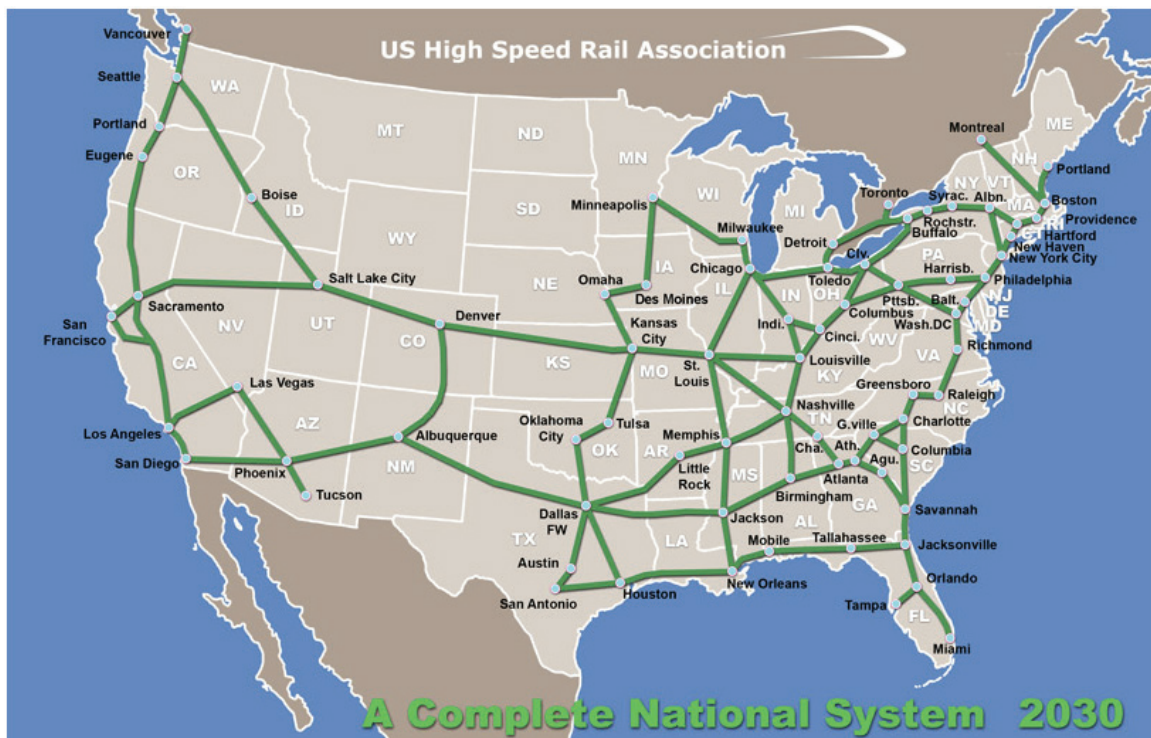 US High Speed Rail Association
Vancouver
Seattle
WA
Portland
Eugene
OR
Boise
ID
MT
ND
SD
WY
NE
MN
Minneapolis
WI
Milwaukee
MI
Detroit
Toronto
Montreal
ME
NH
VT
NY
Portland
Boston
MA
Providence
RI
CT
Hartford
New Haven
New York City
Albn.
Syrac.
Rochstr.
Buffalo
Clv.
Toledo
Chicago
IA
Omaha
Des Moines
IL
IN
OH
PA
Harrisb.
Philadelphia
Pttsb.
Balt.
NJ
DE
MD
Columbus
Wash.DC
Indi.
Cinci.
WV
VA
Richmond
Salt Lake City
Sacramento
San
Francisco
NV
UT
CA
Denver
CO
Kansas
City
KS
MO
St.
Louis
Louisville
KY
Las Vegas
Los Angeles
San Diego
AZ
Phoenix
Tucson
Albuquerque
NM
Oklahoma
City
Tulsa
OK
AR
Little
Rock
Memphis
Nashville
TN
Cha.
Greensboro
Raleigh
NC
Charlotte
G.ville
Ath.
Agu.
Columbia
SC
Atlanta
Birmingham
MS
AL
GA
Savannah
Dallas
FW
TX
Jackson
LA
Austin
San Antonio
Houston
New Orleans
Mobile
Tallahassee
Jacksonville
Orlando
Tampa
FL
Miami
A Complete National System 2030